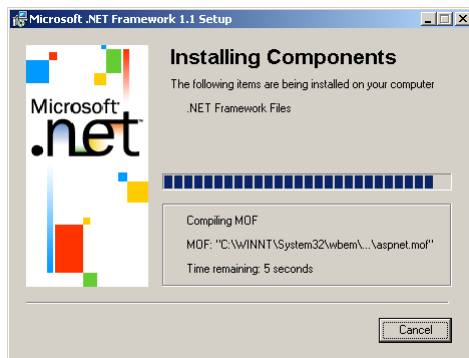 Microsoft .NET Framework 1.1 Setup
Installing Components
The following items are being installed on your computer
.NET Framework Files
Microsoft
.net
Compiling MOF
MOF: "C:\WINNT\System32\wbem\...\aspnet.mof"
Time remaining: 5 seconds
Cancel